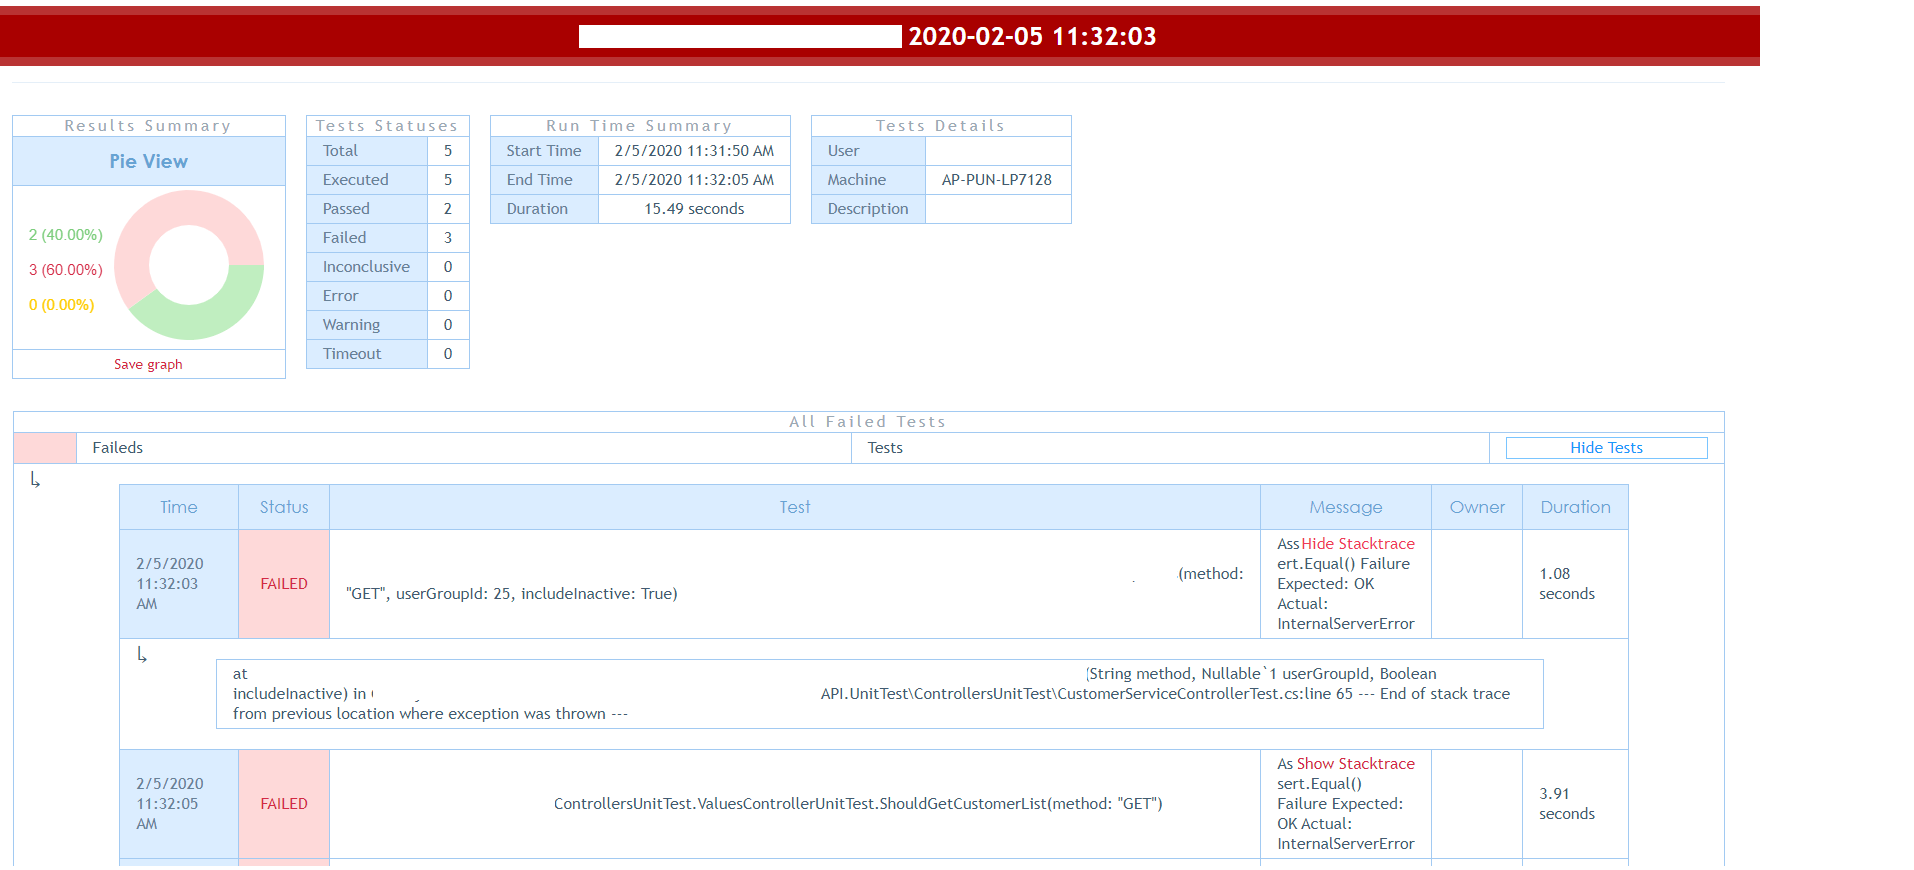 2020-02-05 11:32:03
Results Summary
Pie View
2 (40.00%)
3 (60.00%)
0 (0.00%)
Save graph
Tests Statuses
Total 5
Executed 5
Passed 2
Failed 3
Inconclusive 0
Error 0
Warning 0
Timeout 0
Run Time Summary
Start Time 2/5/2020 11:31:50 AM
End Time 2/5/2020 11:32:05 AM
Duration 15.49 seconds
Tests Details
User
Machine AP-PUN-LP7128
Description
All Failed Tests
Faileds Tests Hide Tests
Time Status Test Message Owner Duration
2/5/2020
11:32:03
AM
FAILED
(method:
"GET", userGroupId: 25, includeInactive: True)
Ass Hide Stacktrace
ert.Equal() Failure
Expected: OK
Actual:
InternalServerError
1.08
seconds
at (String method, Nullable`1 userGroupId, Boolean
includeInactive) in API.UnitTest\ControllersUnitTest\CustomerServiceControllerTest.cs:line 65 --- End of stack trace
from previous location where exception was thrown ---
2/5/2020
11:32:05
AM
FAILED
ControllersUnitTest.ValuesControllerUnitTest.ShouldGetCustomerList(method: "GET")
As Show Stacktrace
sert.Equal()
Failure Expected:
OK Actual:
InternalServerError
3.91
seconds